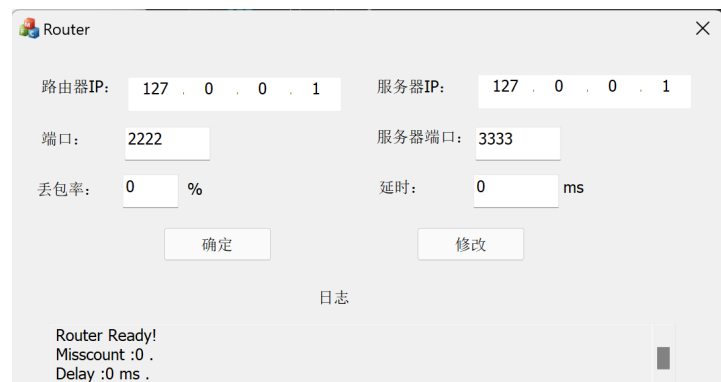 Router
路由器IP： 127 . 0 . 0 . 1 服务器IP： 127 . 0 . 0 . 1
端口： 2222 服务器端口： 3333
丢包率： 0 % 延时： 0 ms
确定 修改
日志
Router Ready!
Misscount :0 .
Delay :0 ms .